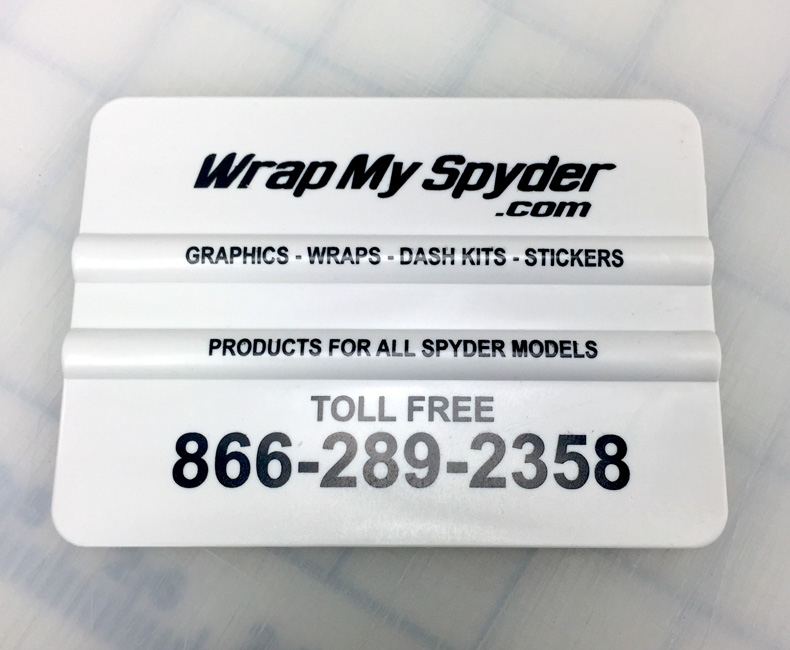 Wrap My Spyder
.com
GRAPHICS - WRAPS - DASH KITS - STICKERS
PRODUCTS FOR ALL SPYDER MODELS
TOLL FREE
866-289-2358